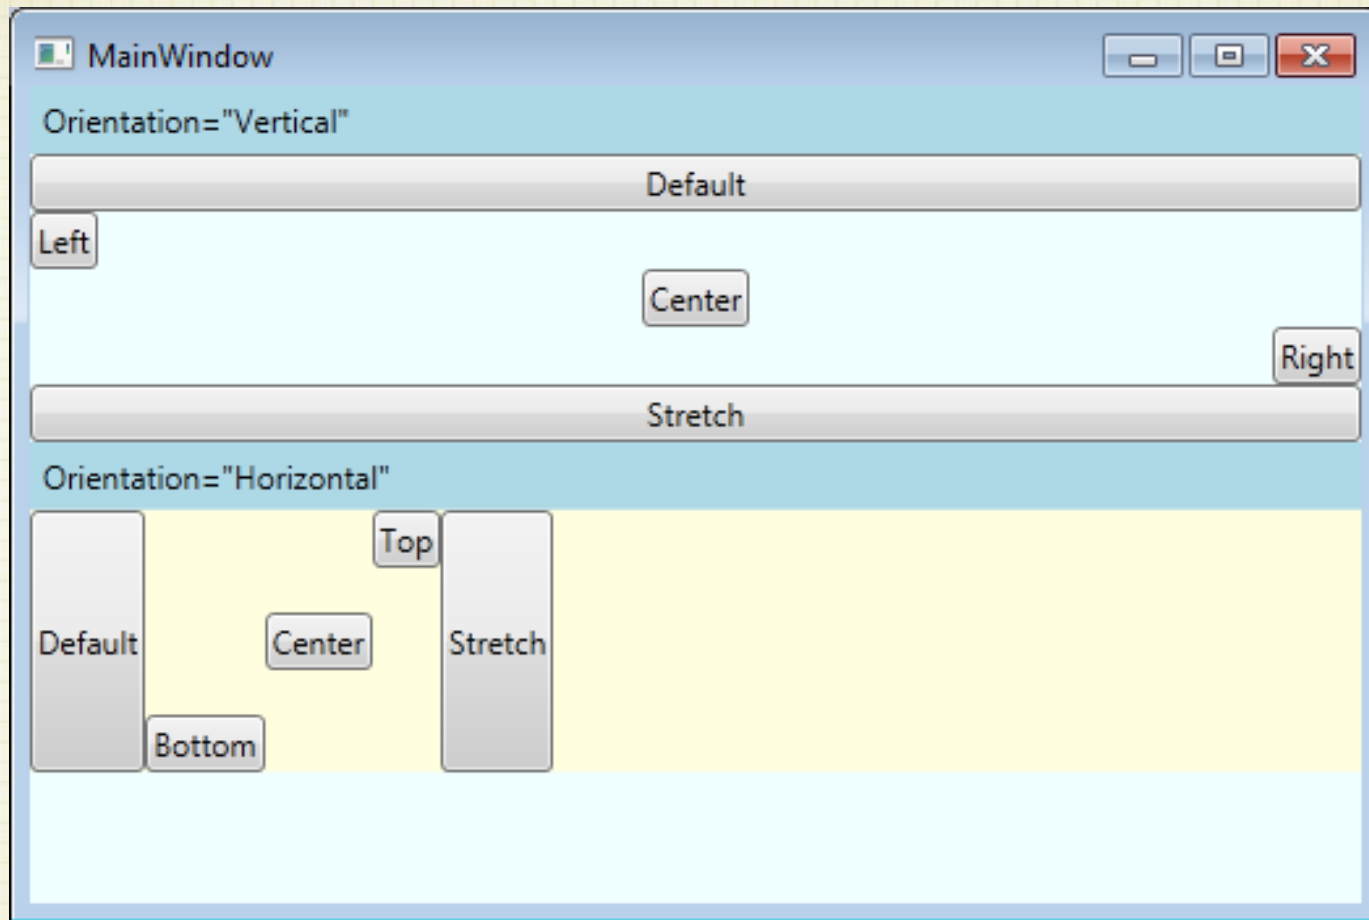 MainWindow
Orientation="Vertical"
Default
Left
Center
Right
Stretch
Orientation="Horizontal"
Default
Bottom
Center
Top
Stretch